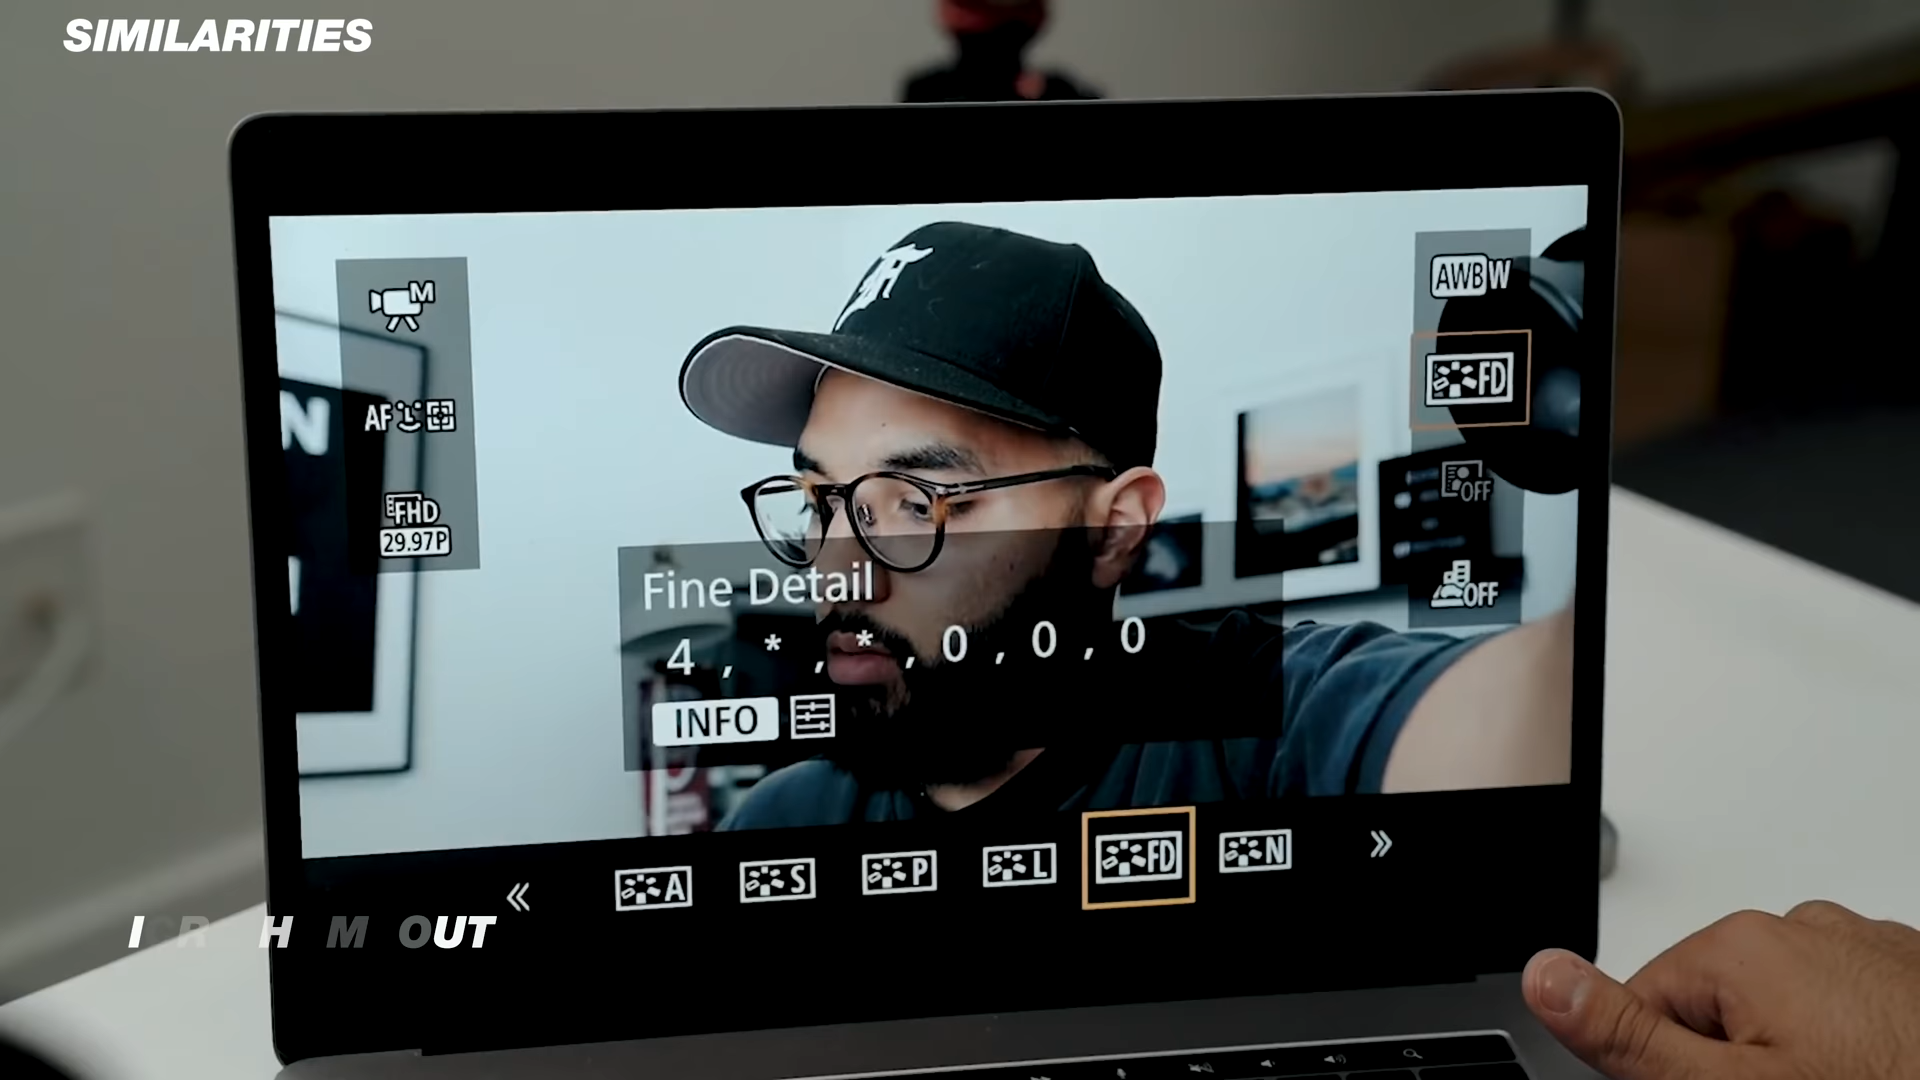 SIMILARITIES
M
AWB W
FD
AF
OFF
FHD
29.97P
OFF
Fine Detail
4 , * , * , 0 , 0 , 0
INFO
A
S
P
L
FD
N
OUT